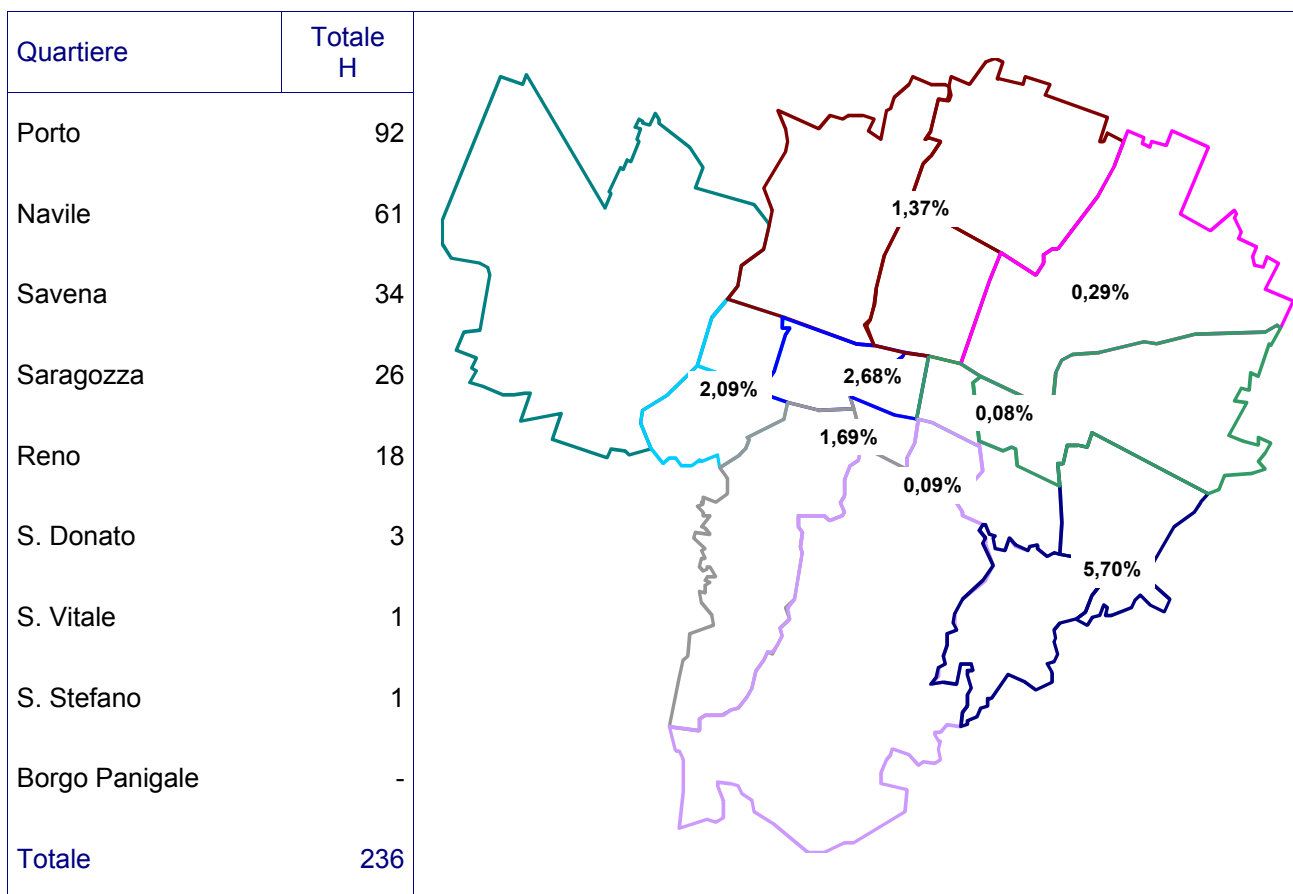 Quartiere Totale
H
Porto 92
Navile 61
Savena 34
Saragozza 26
Reno 18
S. Donato 3
S. Vitale 1
S. Stefano 1
Borgo Panigale -
Totale 236
1,37%
0,29%
2,09%
2,68%
0,08%
1,69%
0,09%
5,70%